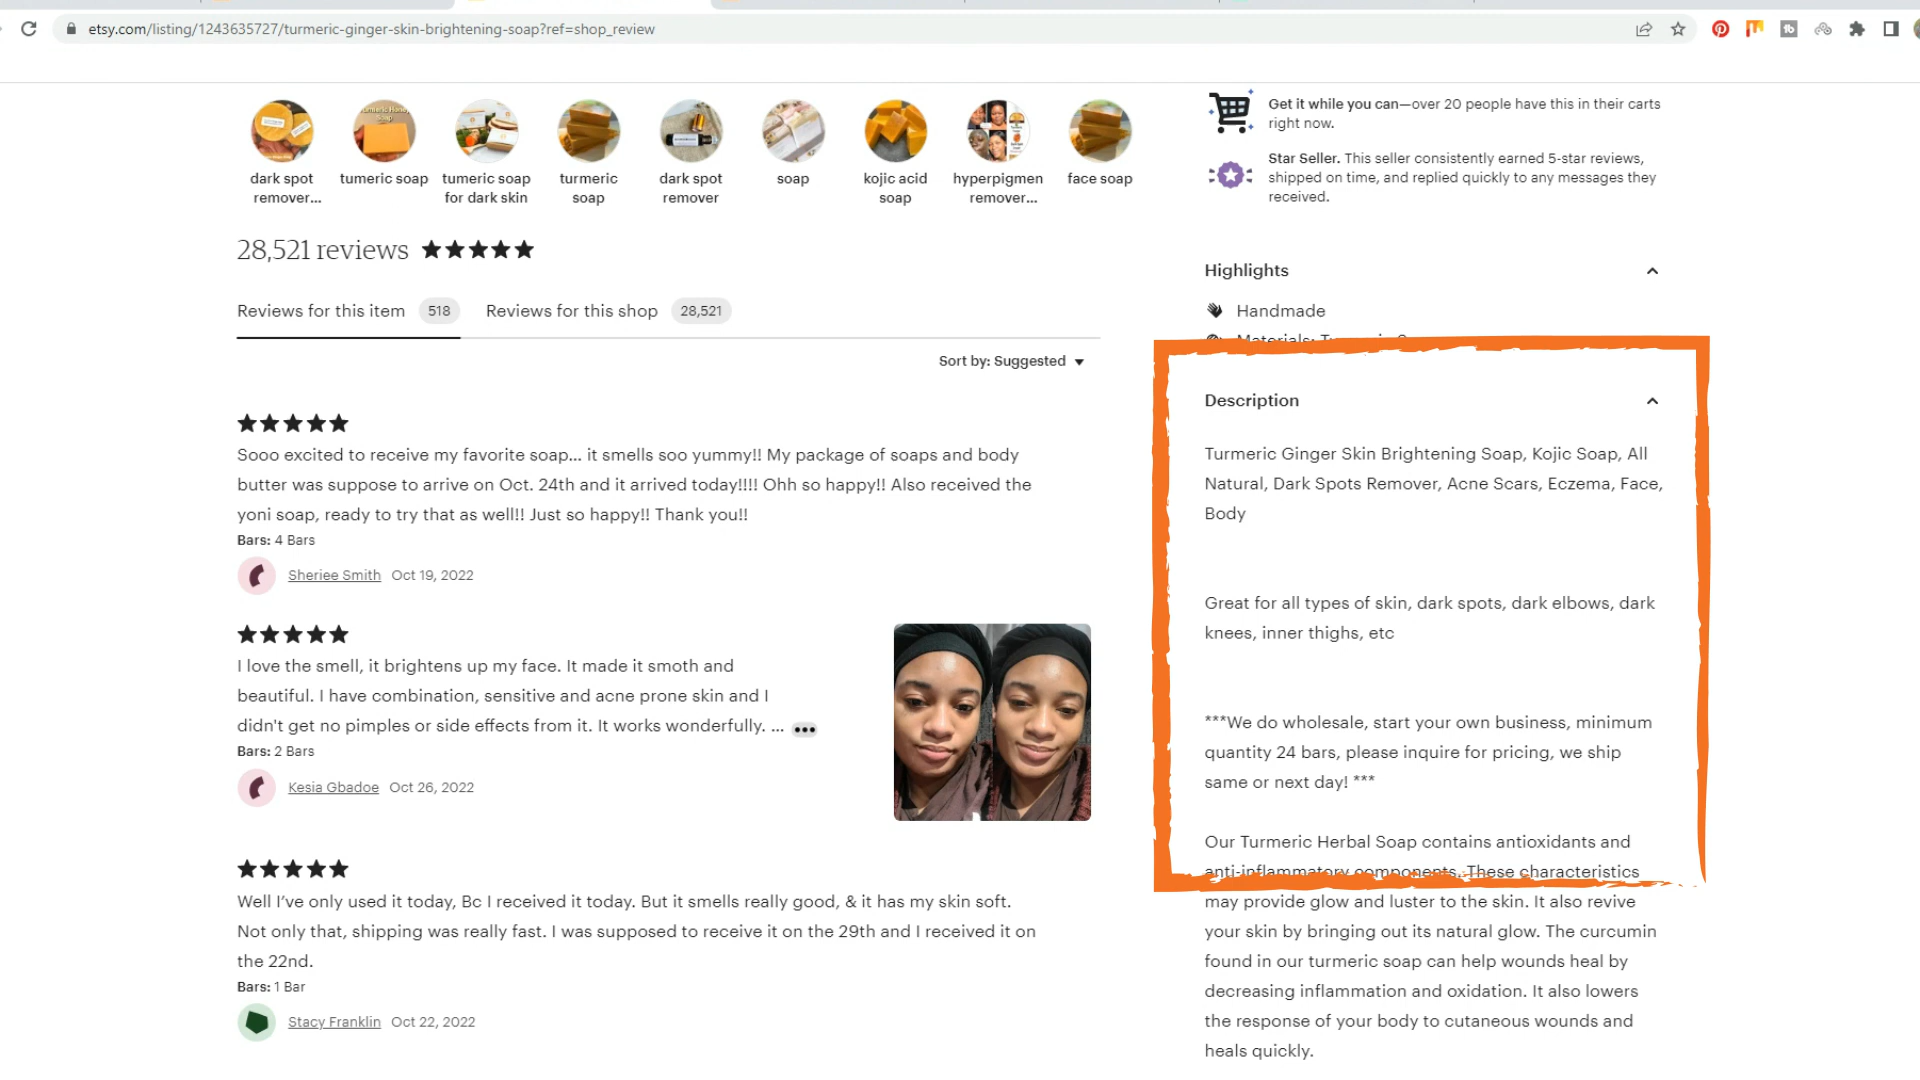 etsy.com/listing/1243635727/turmeric-ginger-skin-brightening-soap?ref=shop_review
dark spot
remover...
tumeric soap
tumeric soap
for dark skin
turmeric
soap
dark spot
remover
soap
kojic acid
soap
hyperpigmen
remover...
face soap
28,521 reviews
Reviews for this item 518
Reviews for this shop 28,521
Sort by: Suggested
Sooo excited to receive my favorite soap... it smells soo yummy!! My package of soaps and body
butter was suppose to arrive on Oct. 24th and it arrived today!!!! Ohh so happy!! Also received the
yoni soap, ready to try that as well!! Just so happy!! Thank you!!
Bars: 4 Bars
Sheriee Smith Oct 19, 2022
I love the smell, it brightens up my face. It made it smoth and
beautiful. I have combination, sensitive and acne prone skin and I
didn't get no pimples or side effects from it. It works wonderfully. ...
Bars: 2 Bars
Kesia Gbadoe Oct 26, 2022
Well I've only used it today, Bc I received it today. But it smells really good, & it has my skin soft.
Not only that, shipping was really fast. I was supposed to receive it on the 29th and I received it on
the 22nd.
Bars: 1 Bar
Stacy Franklin Oct 22, 2022
Get it while you can—over 20 people have this in their carts
right now.
Star Seller. This seller consistently earned 5-star reviews,
shipped on time, and replied quickly to any messages they
received.
Highlights
Handmade
Materials:
Description
Turmeric Ginger Skin Brightening Soap, Kojic Soap, All
Natural, Dark Spots Remover, Acne Scars, Eczema, Face,
Body
Great for all types of skin, dark spots, dark elbows, dark
knees, inner thighs, etc
***We do wholesale, start your own business, minimum
quantity 24 bars, please inquire for pricing, we ship
same or next day! ***
Our Turmeric Herbal Soap contains antioxidants and
anti-inflammatory components. These characteristics
may provide glow and luster to the skin. It also revive
your skin by bringing out its natural glow. The curcumin
found in our turmeric soap can help wounds heal by
decreasing inflammation and oxidation. It also lowers
the response of your body to cutaneous wounds and
heals quickly.